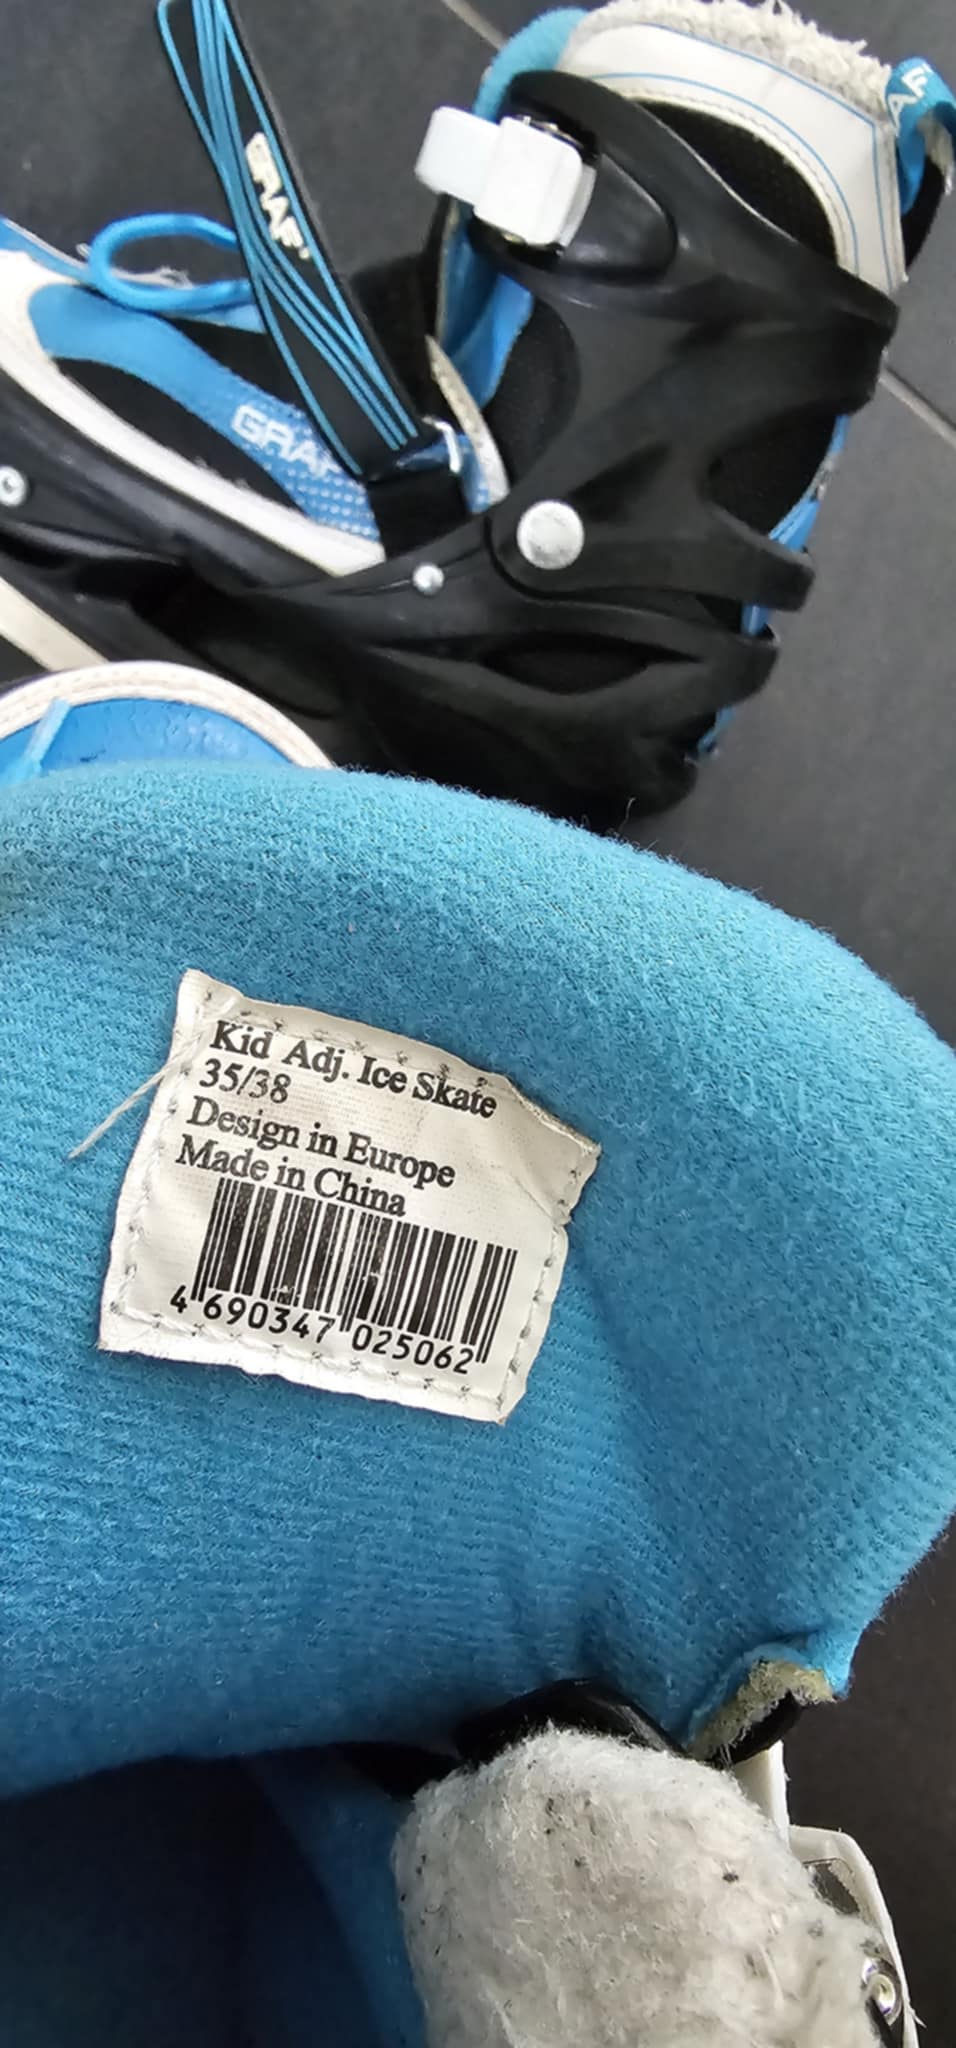 GRAF
GRAF
Kid Adj. Ice Skate
35/38
Design in Europe
Made in China
4 690347 025062